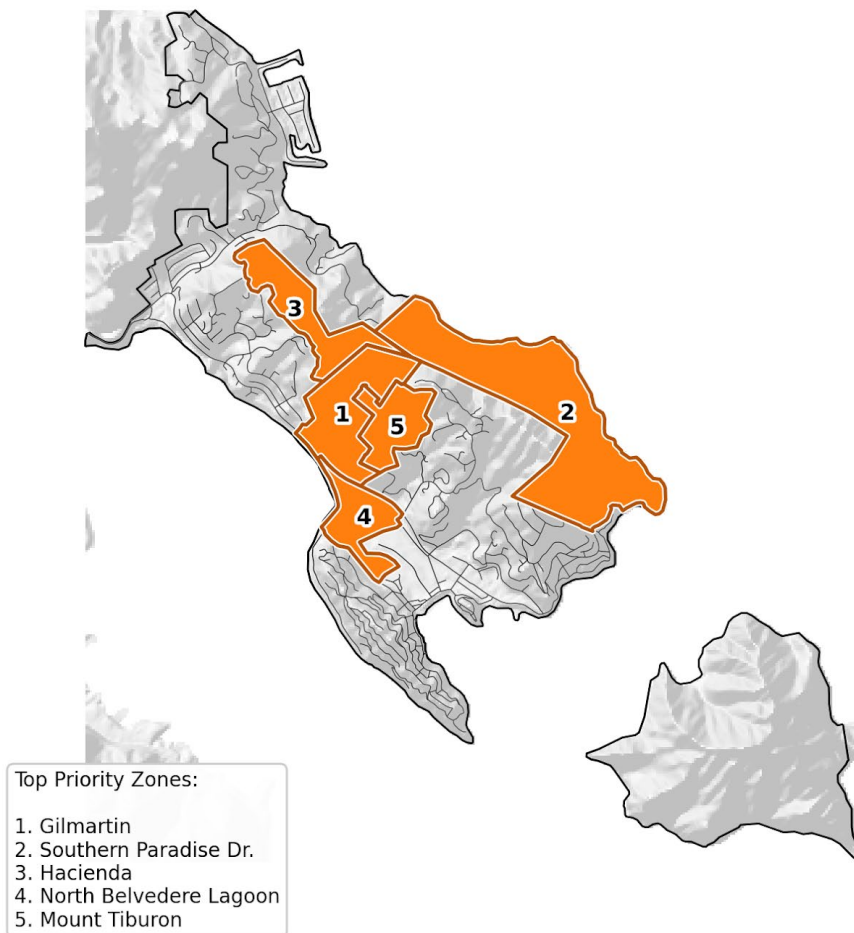 3
2
1
5
4
Top Priority Zones:
1. Gilmartin
2. Southern Paradise Dr.
3. Hacienda
4. North Belvedere Lagoon
5. Mount Tiburon